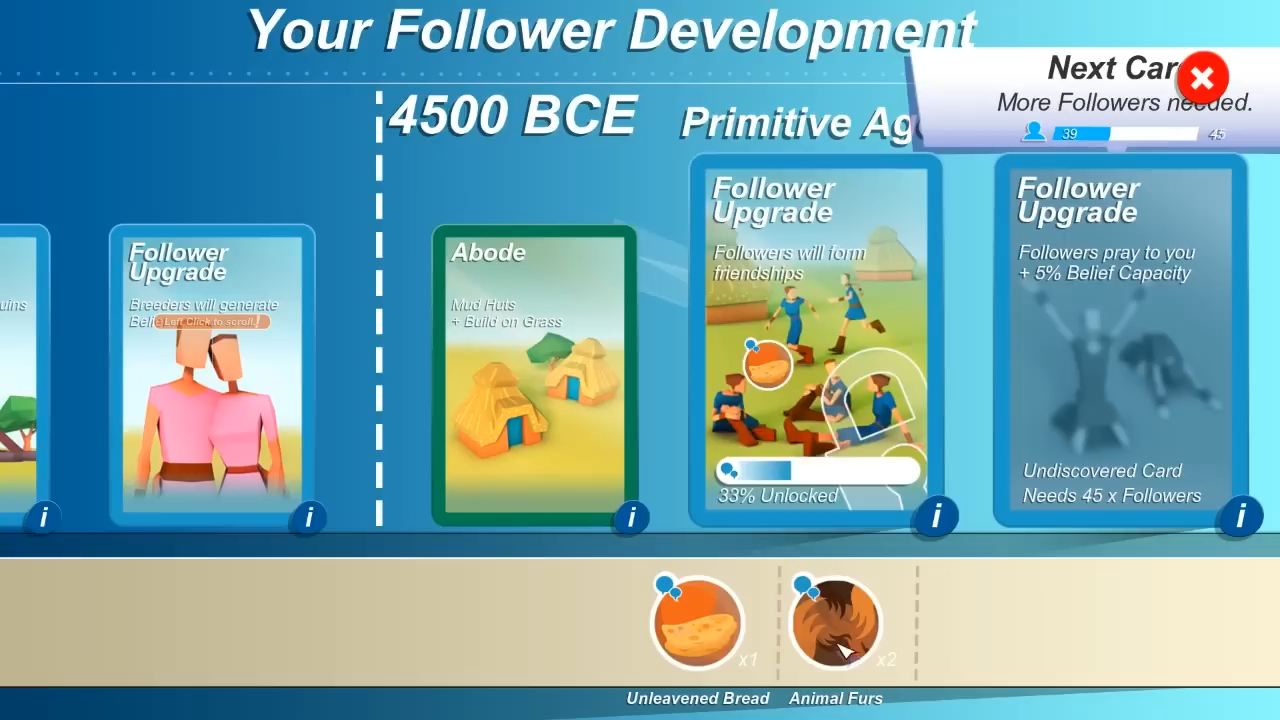 Your Follower Development
Next Car
More Followers needed.
39
45
4500 BCE
Primitive Ag
uins
Follower
Upgrade
Breeders will generate
Beli
Left Click to scroll!
Abode
Mud Huts
+ Build on Grass
Follower
Upgrade
Followers will form
friendships
33% Unlocked
Follower
Upgrade
Followers pray to you
+ 5% Belief Capacity
Undiscovered Card
Needs 45 x Followers
i
i
i
i
i
x1
x2
Unleavened Bread
Animal Furs